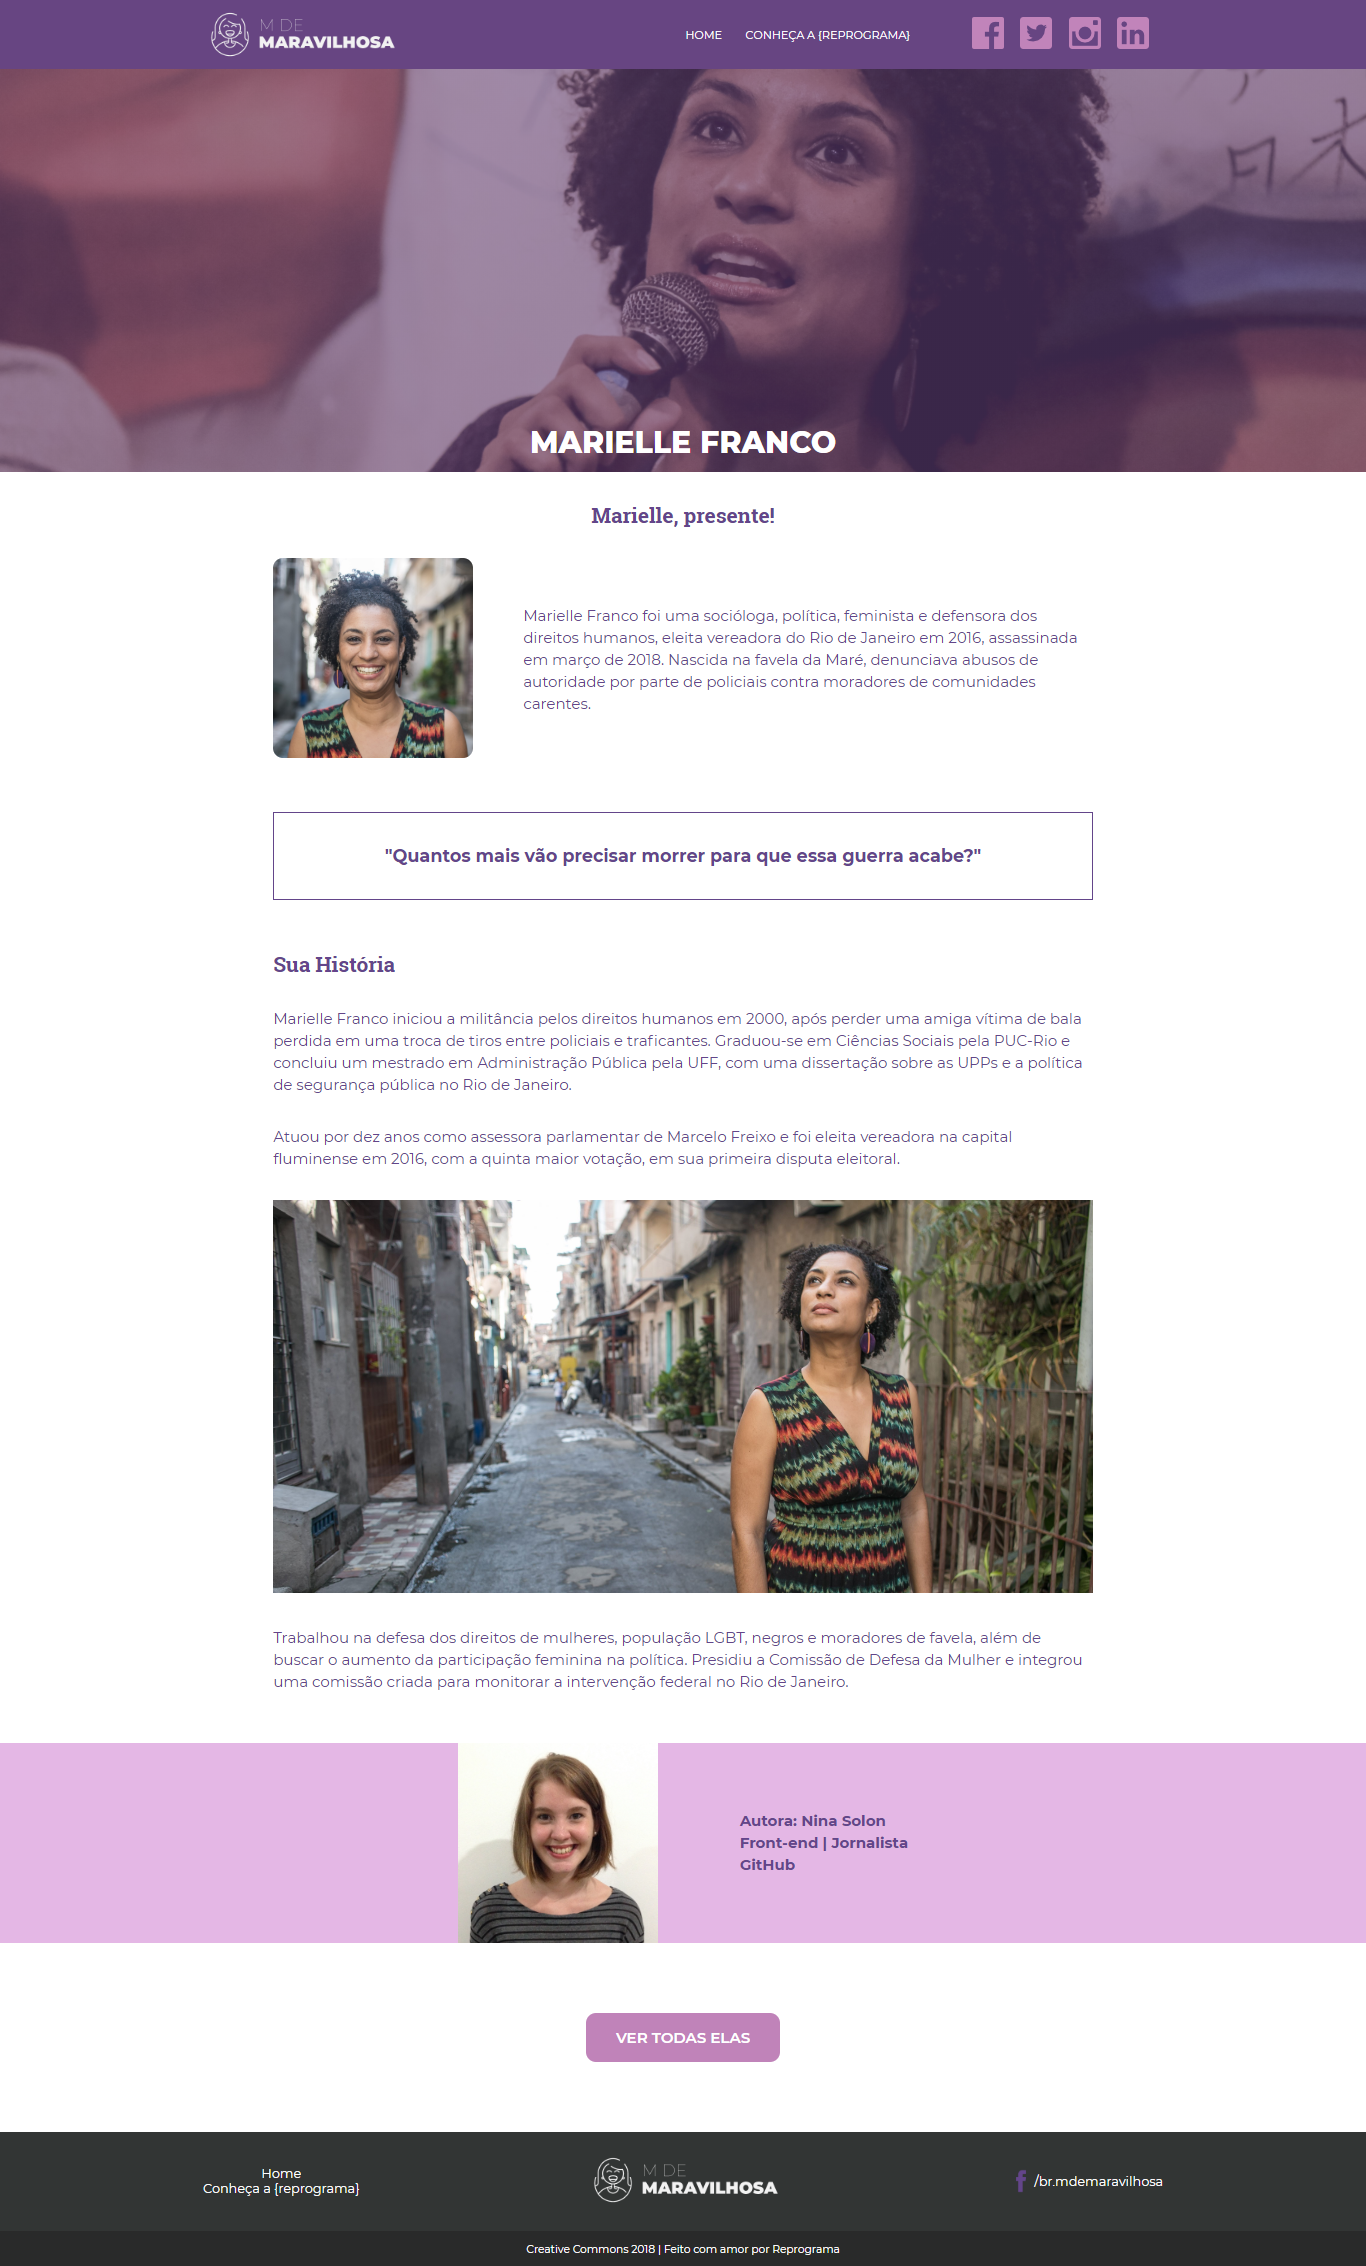 M DE
MARAVILHOSA
HOME
CONHEÇA A {REPROGRAMA}
MARIELLE FRANCO
Marielle, presente!
Marielle Franco foi uma socióloga, política, feminista e defensora dos
direitos humanos, eleita vereadora do Rio de Janeiro em 2016, assassinada
em março de 2018. Nascida na favela da Maré, denunciava abusos de
autoridade por parte de policiais contra moradores de comunidades
carentes.
"Quantos mais vão precisar morrer para que essa guerra acabe?"
Sua História
Marielle Franco iniciou a militância pelos direitos humanos em 2000, após perder uma amiga vítima de bala
perdida em uma troca de tiros entre policiais e traficantes. Graduou-se em Ciências Sociais pela PUC-Rio e
concluiu um mestrado em Administração Pública pela UFF, com uma dissertação sobre as UPPs e a política
de segurança pública no Rio de Janeiro.
Atuou por dez anos como assessora parlamentar de Marcelo Freixo e foi eleita vereadora na capital
fluminense em 2016, com a quinta maior votação, em sua primeira disputa eleitoral.
Trabalhou na defesa dos direitos de mulheres, população LGBT, negros e moradores de favela, além de
buscar o aumento da participação feminina na política. Presidiu a Comissão de Defesa da Mulher e integrou
uma comissão criada para monitorar a intervenção federal no Rio de Janeiro.
Autora: Nina Solon
Front-end | Jornalista
GitHub
VER TODAS ELAS
Home
Conheça a {reprograma}
M DE
MARAVILHOSA
/br.mdemaravilhosa
Creative Commons 2018 | Feito com amor por Reprograma